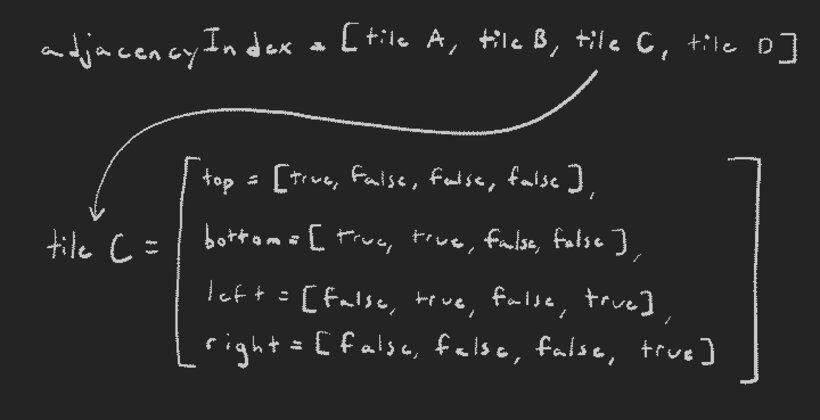 adjacencyIndex = [tile A, tile B, tile C, tile D]
tile C =
top = [true, false, false, false],
bottom = [true, true, false, false],
left = [false, true, false, true],
right = [false, false, false, true]